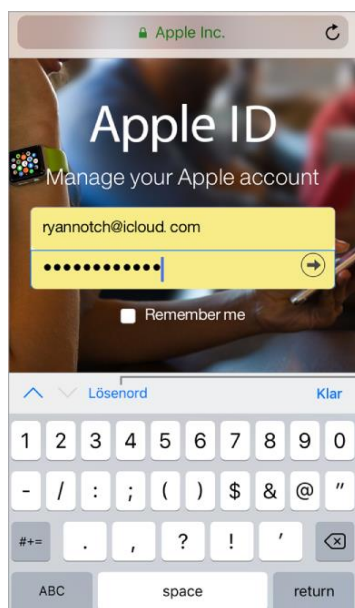 Apple Inc.
Apple ID
Manage your Apple account
ryannotch@icloud. com
••••••••••••
Remember me
Lösenord Klar
1 2 3 4 5 6 7 8 9 0
- / : ; ( ) $ & @ "
#+= . , ? ! '
ABC space return